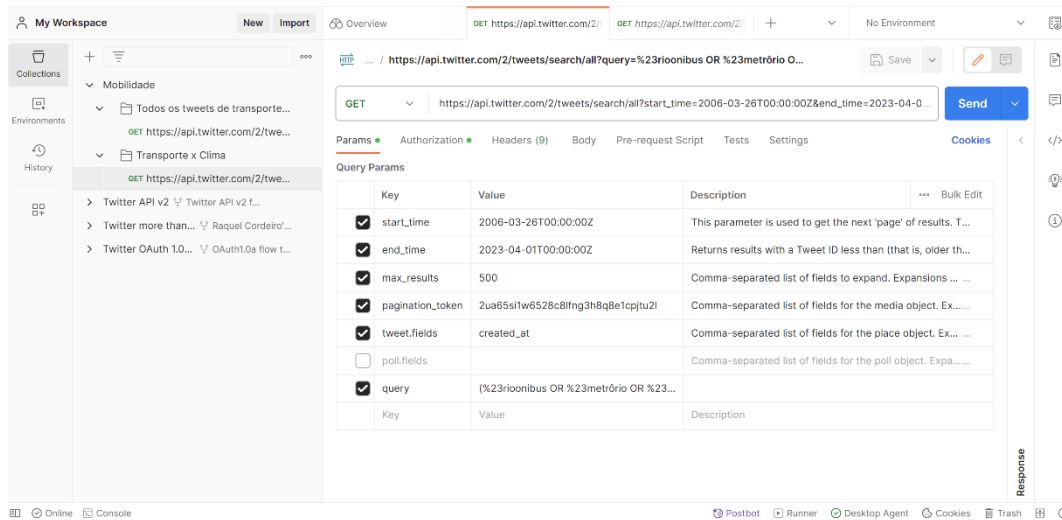 My Workspace New Import Overview GET https://api.twitter.com/2/t GET https://api.twitter.com/2/ No Environment
Collections
Environments
History
Mobilidade
Todos os tweets de transporte...
GET https://api.twitter.com/2/twe...
Transporte x Clima
GET https://api.twitter.com/2/twe...
Twitter API v2 Twitter API v2 f...
Twitter more than... Raquel Cordeiro'...
Twitter OAuth 1.0... OAuth1.0a flow t...
HTTP ... / https://api.twitter.com/2/tweets/search/all?query=%23rioonibus OR %23metrôrio O... Save
GET https://api.twitter.com/2/tweets/search/all?start_time=2006-03-26T00:00:00Z&end_time=2023-04-0... Send
Params Authorization Headers (9) Body Pre-request Script Tests Settings Cookies
Query Params
Key Value Description Bulk Edit
start_time 2006-03-26T00:00:00Z This parameter is used to get the next 'page' of results. T...
end_time 2023-04-01T00:00:00Z Returns results with a Tweet ID less than (that is, older th...
max_results 500 Comma-separated list of fields to expand. Expansions ...
pagination_token 2ua65si1w6528c8lfng3h8q8e1cpjtu2l Comma-separated list of fields for the media object. Ex...
tweet.fields created_at Comma-separated list of fields for the place object. Ex...
poll.fields Comma-separated list of fields for the poll object. Expa...
query (%23rioonibus OR %23metrôrio OR %23...
Key Value Description
Response
Online Console Postbot Runner Desktop Agent Cookies Trash